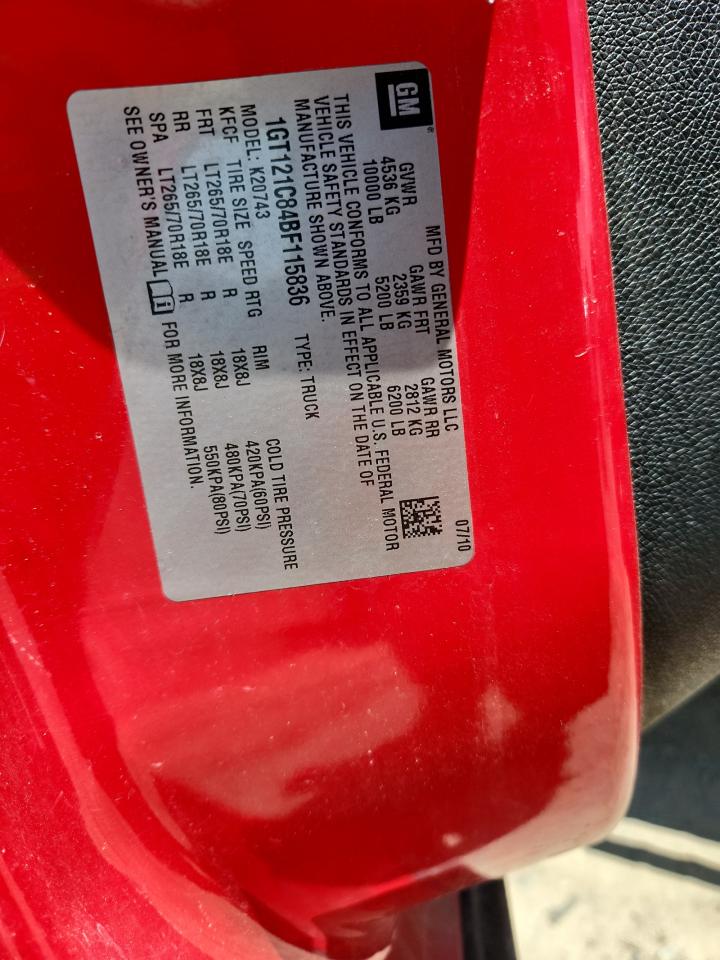 GM®
MFD BY GENERAL MOTORS LLC 07/10
GVWR GAWR FRT GAWR RR
4536 KG 2359 KG 2812 KG
10000 LB 5200 LB 6200 LB
THIS VEHICLE CONFORMS TO ALL APPLICABLE U.S. FEDERAL MOTOR
VEHICLE SAFETY STANDARDS IN EFFECT ON THE DATE OF
MANUFACTURE SHOWN ABOVE.
1GT121C84BF115836 TYPE: TRUCK
MODEL: K20743
KFCF TIRE SIZE SPEED RTG RIM COLD TIRE PRESSURE
FRT LT265/70R18E R 18X8J 420KPA(60PSI)
RR LT265/70R18E R 18X8J 480KPA(70PSI)
SPA LT265/70R18E R 18X8J 550KPA(80PSI)
SEE OWNER'S MANUAL FOR MORE INFORMATION.